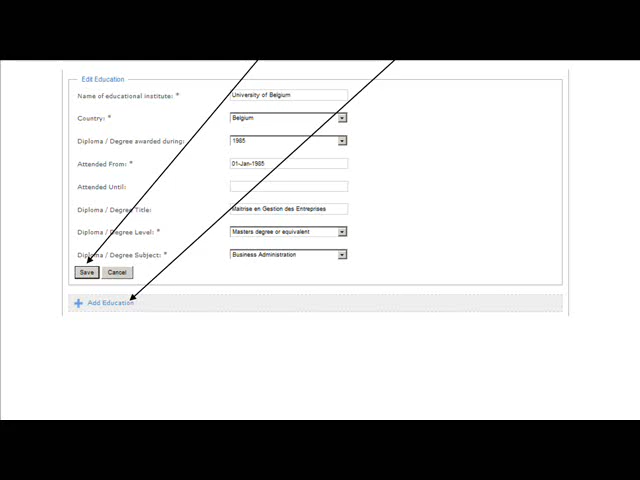 Edit Education
Name of educational institute: * University of Belgium
Country: * Belgium
Diploma / Degree awarded during: 1985
Attended From: * 01-Jan-1985
Attended Until:
Diploma / Degree Title: Maitrise en Gestion des Entreprises
Diploma / Degree Level: * Masters degree or equivalent
Diploma / Degree Subject: * Business Administration
Save Cancel
Add Education